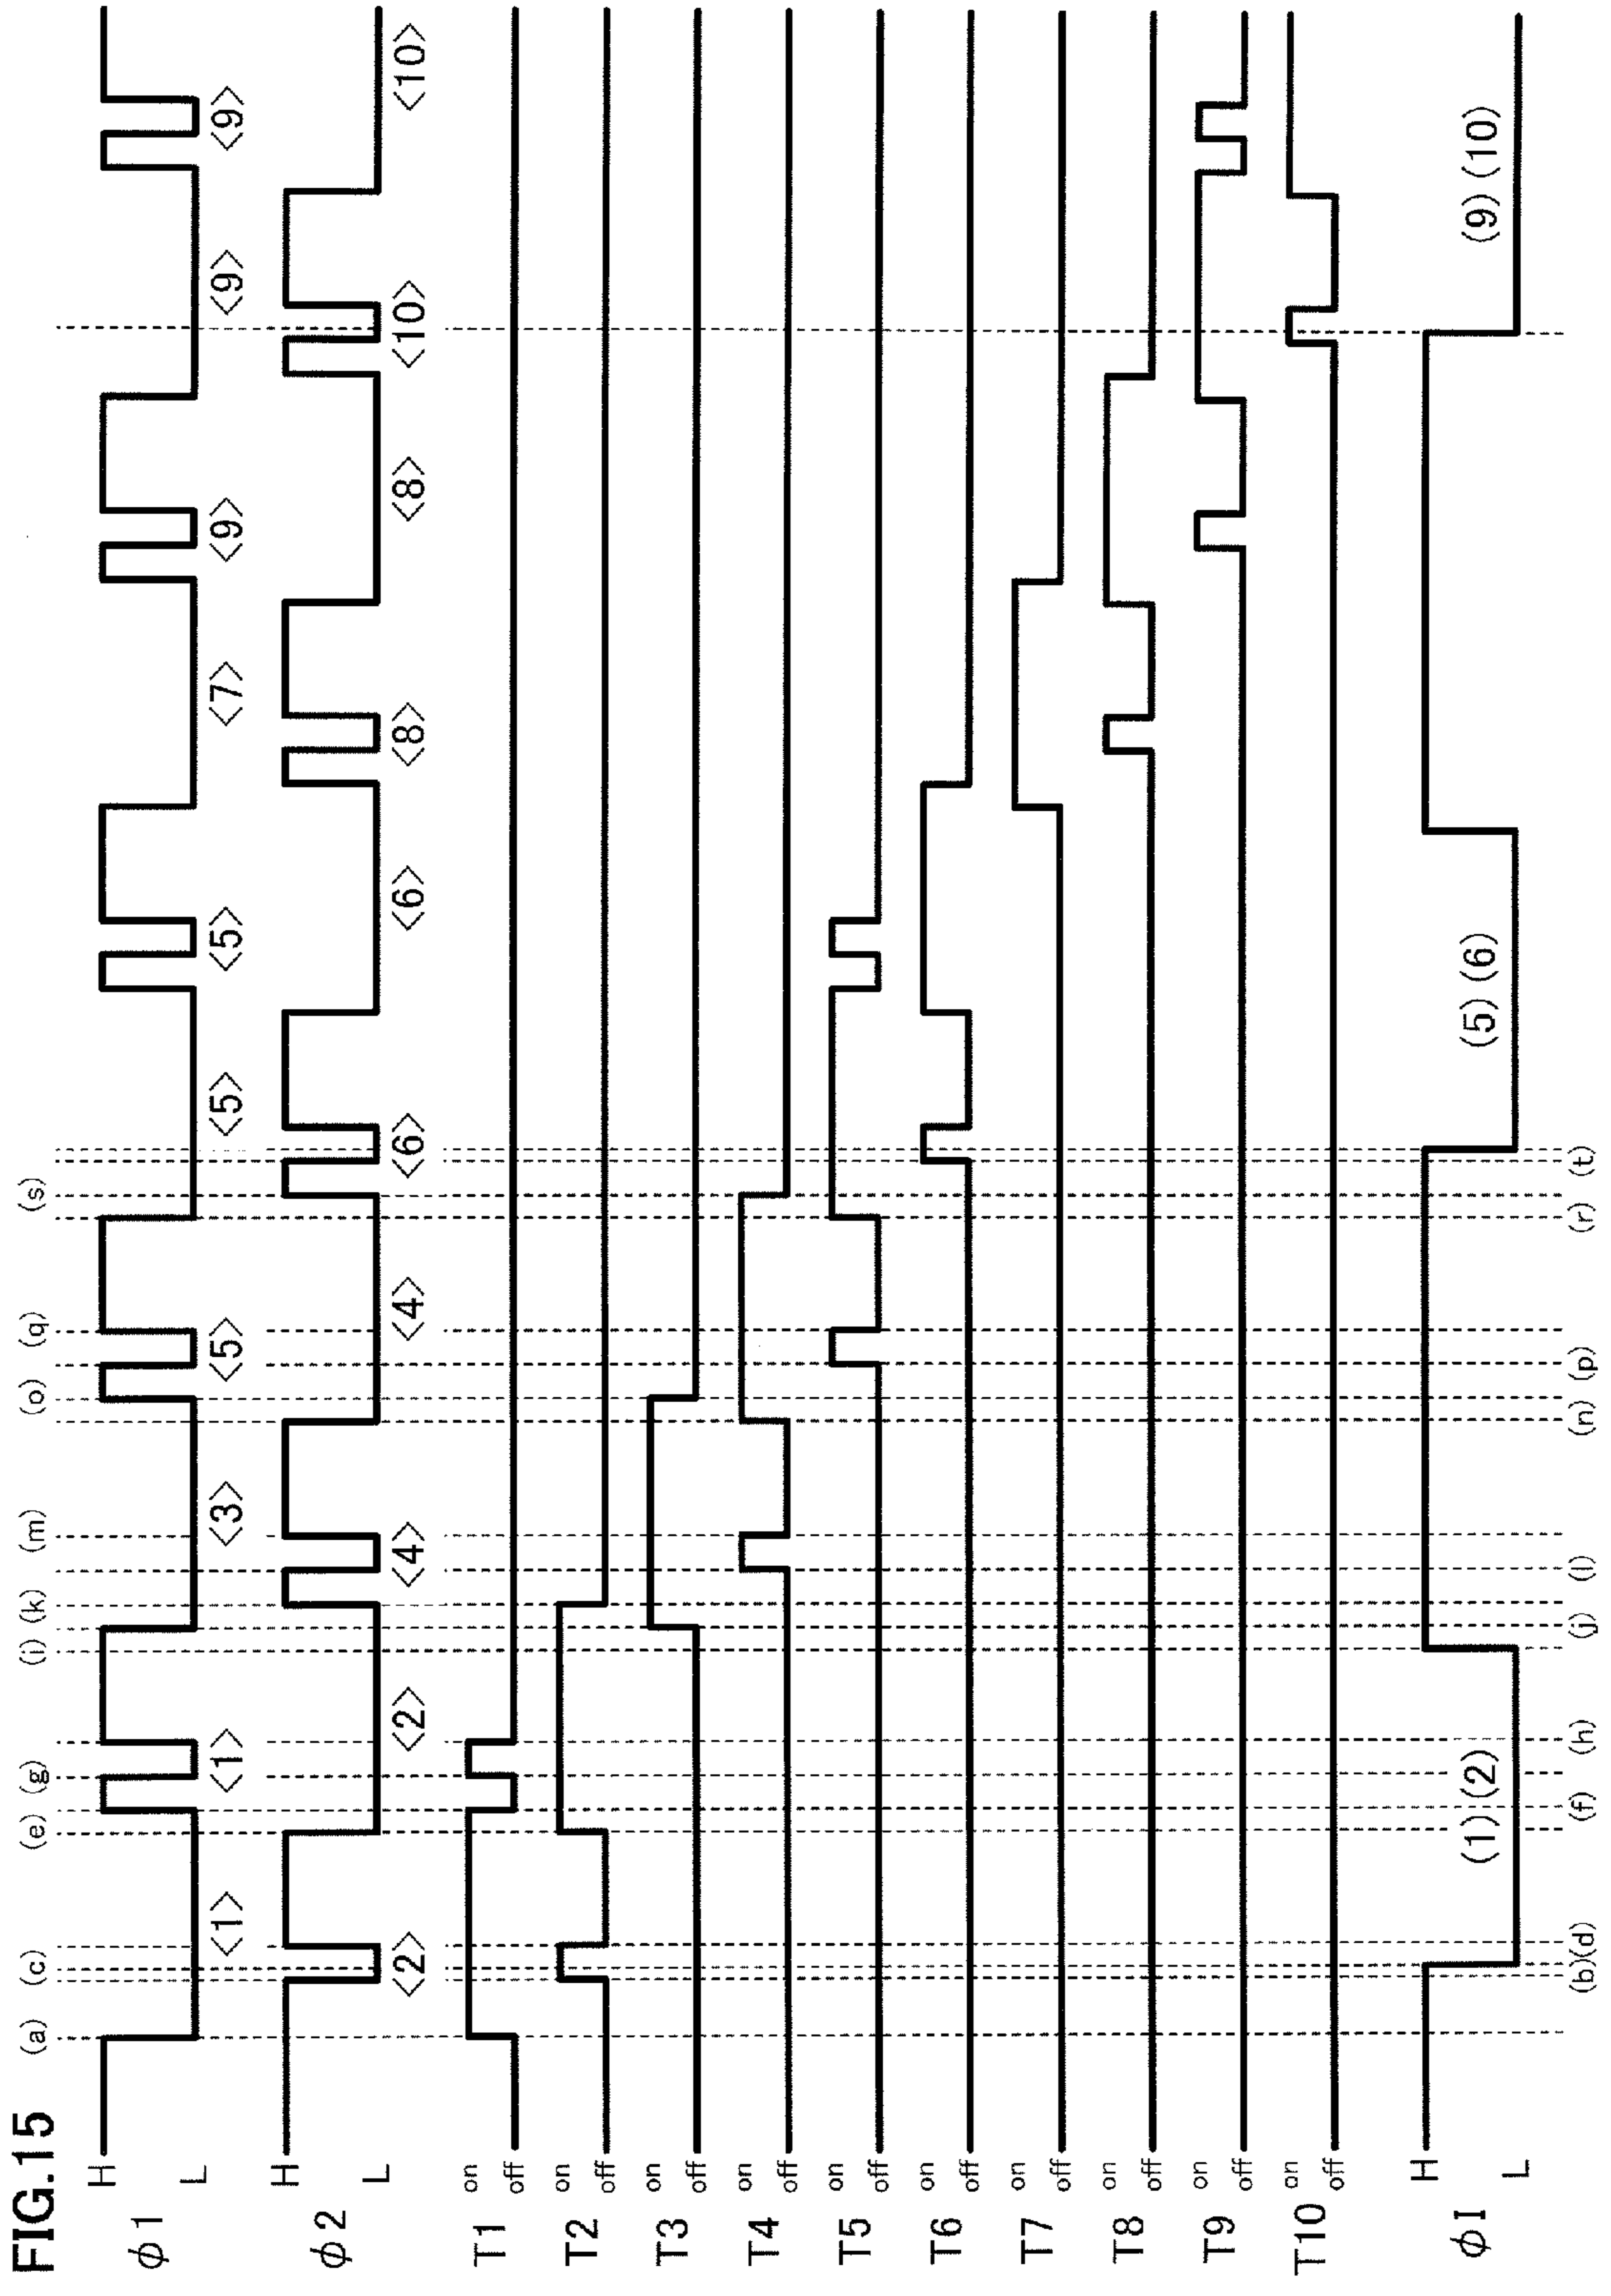 FIG.15
(a) (c) (e) (g) (i) (k) (m) (o) (q) (s)
φ1 H L
<1> <1> <3> <5> <5> <5> <7> <9> <9> <9>
φ2 H L
<2> <2> <4> <4> <6> <6> <8> <8> <10> <10>
T1 on off
T2 on off
T3 on off
T4 on off
T5 on off
T6 on off
T7 on off
T8 on off
T9 on off
T10 on off
φI H L
(1) (2) (5) (6) (9) (10)
(b) (d) (f) (h) (j) (l) (n) (p) (r) (t)